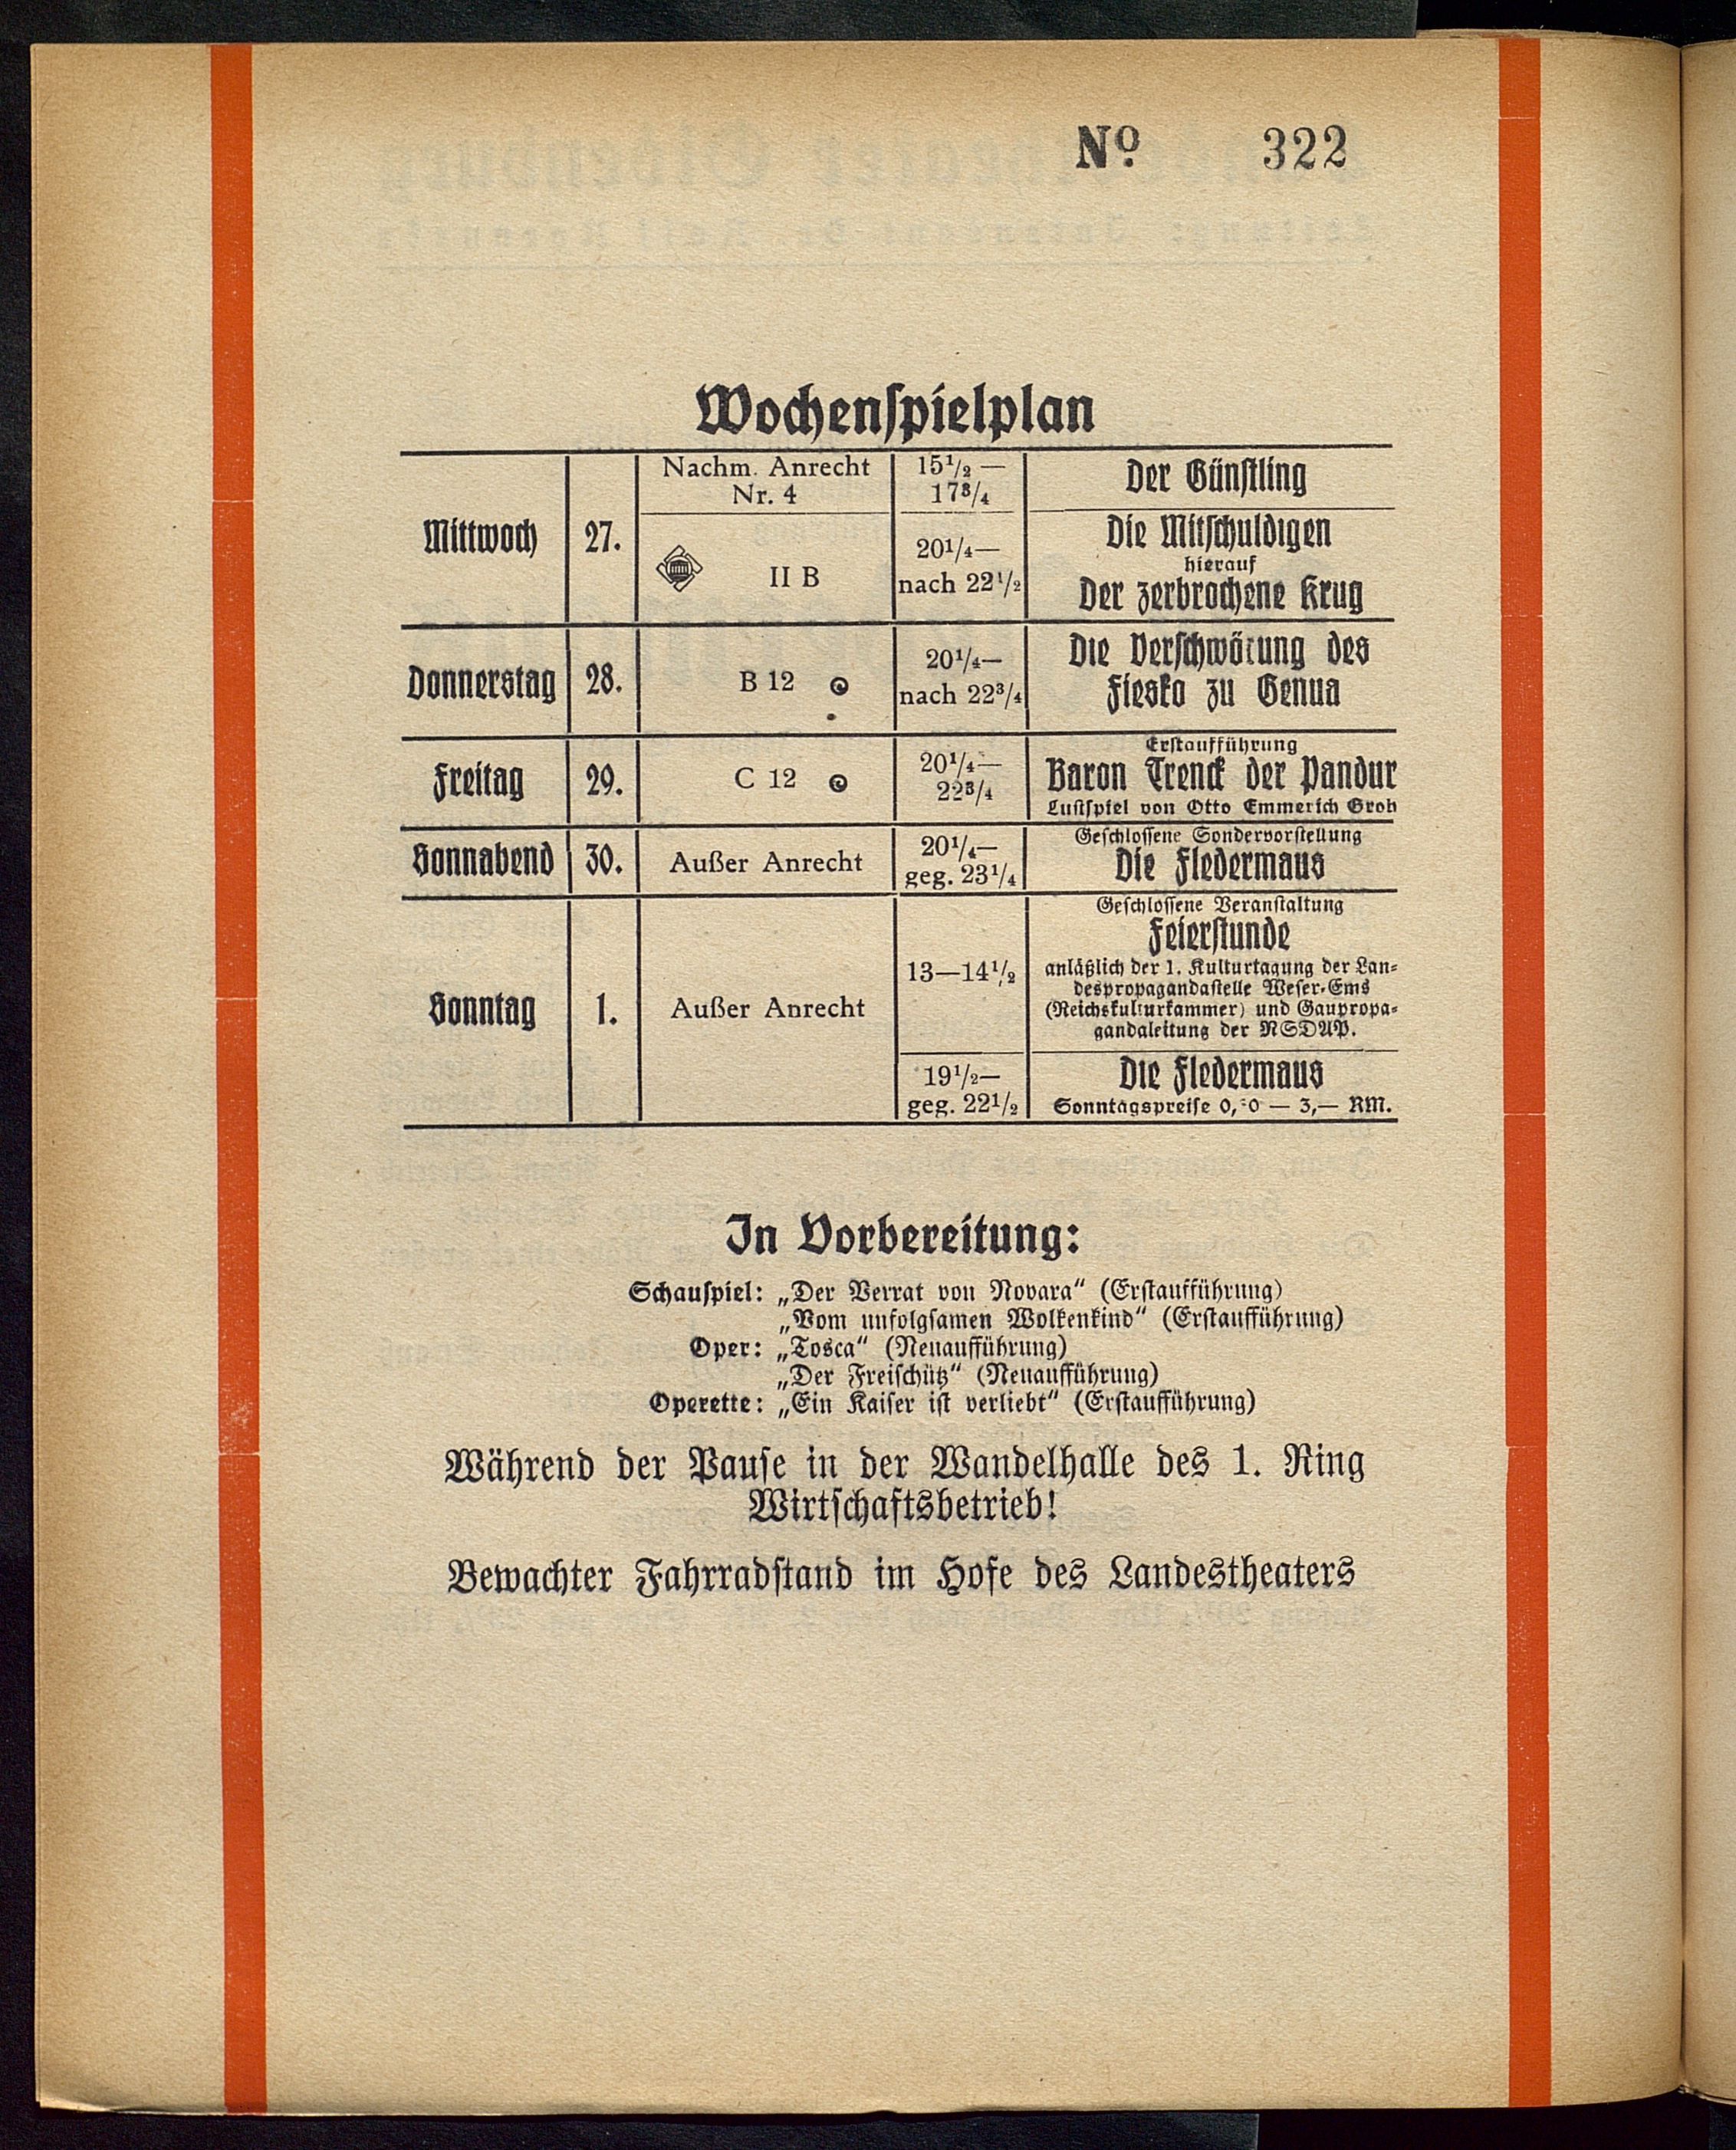 Nº 322
Wochenspielplan
Mittwoch 27.
Nachm. Anrecht
Nr. 4
15½ —
17¾
Der Günstling
II B
20¼—
nach 22½
Die Mitschuldigen
hierauf
Der zerbrochene Krug
Donnerstag 28.
B 12
20¼—
nach 22¾
Die Verschwörung des
Fiesko zu Genua
Freitag 29.
C 12
20¼—
22¾
Erstaufführung
Baron Trenck der Pandur
Lustspiel von Otto Emmerich Groh
Sonnabend 30.
Außer Anrecht
20¼—
geg. 23¼
Geschlossene Sondervorstellung
Die Fledermaus
Sonntag 1.
Außer Anrecht
13—14½
Geschlossene Veranstaltung
Feierstunde
anläßlich der 1. Kulturtagung der Lan-
despropagandastelle Weser-Ems
(Reichskulturkammer) und Gaupropa-
gandaleitung der NSDAP.
19½—
geg. 22½
Die Fledermaus
Sonntagspreise — 3,— RM.
In Vorbereitung:
Schauspiel: „Der Verrat von Novara“ (Erstaufführung)
„Vom unfolgsamen Wolkenkind“ (Erstaufführung)
Oper: „Tosca“ (Neuaufführung)
„Der Freischütz“ (Neuaufführung)
Operette: „Ein Kaiser ist verliebt“ (Erstaufführung)
Während der Pause in der Wandelhalle des 1. Ring
Wirtschaftsbetrieb!
Bewachter Fahrradstand im Hofe des Landestheaters